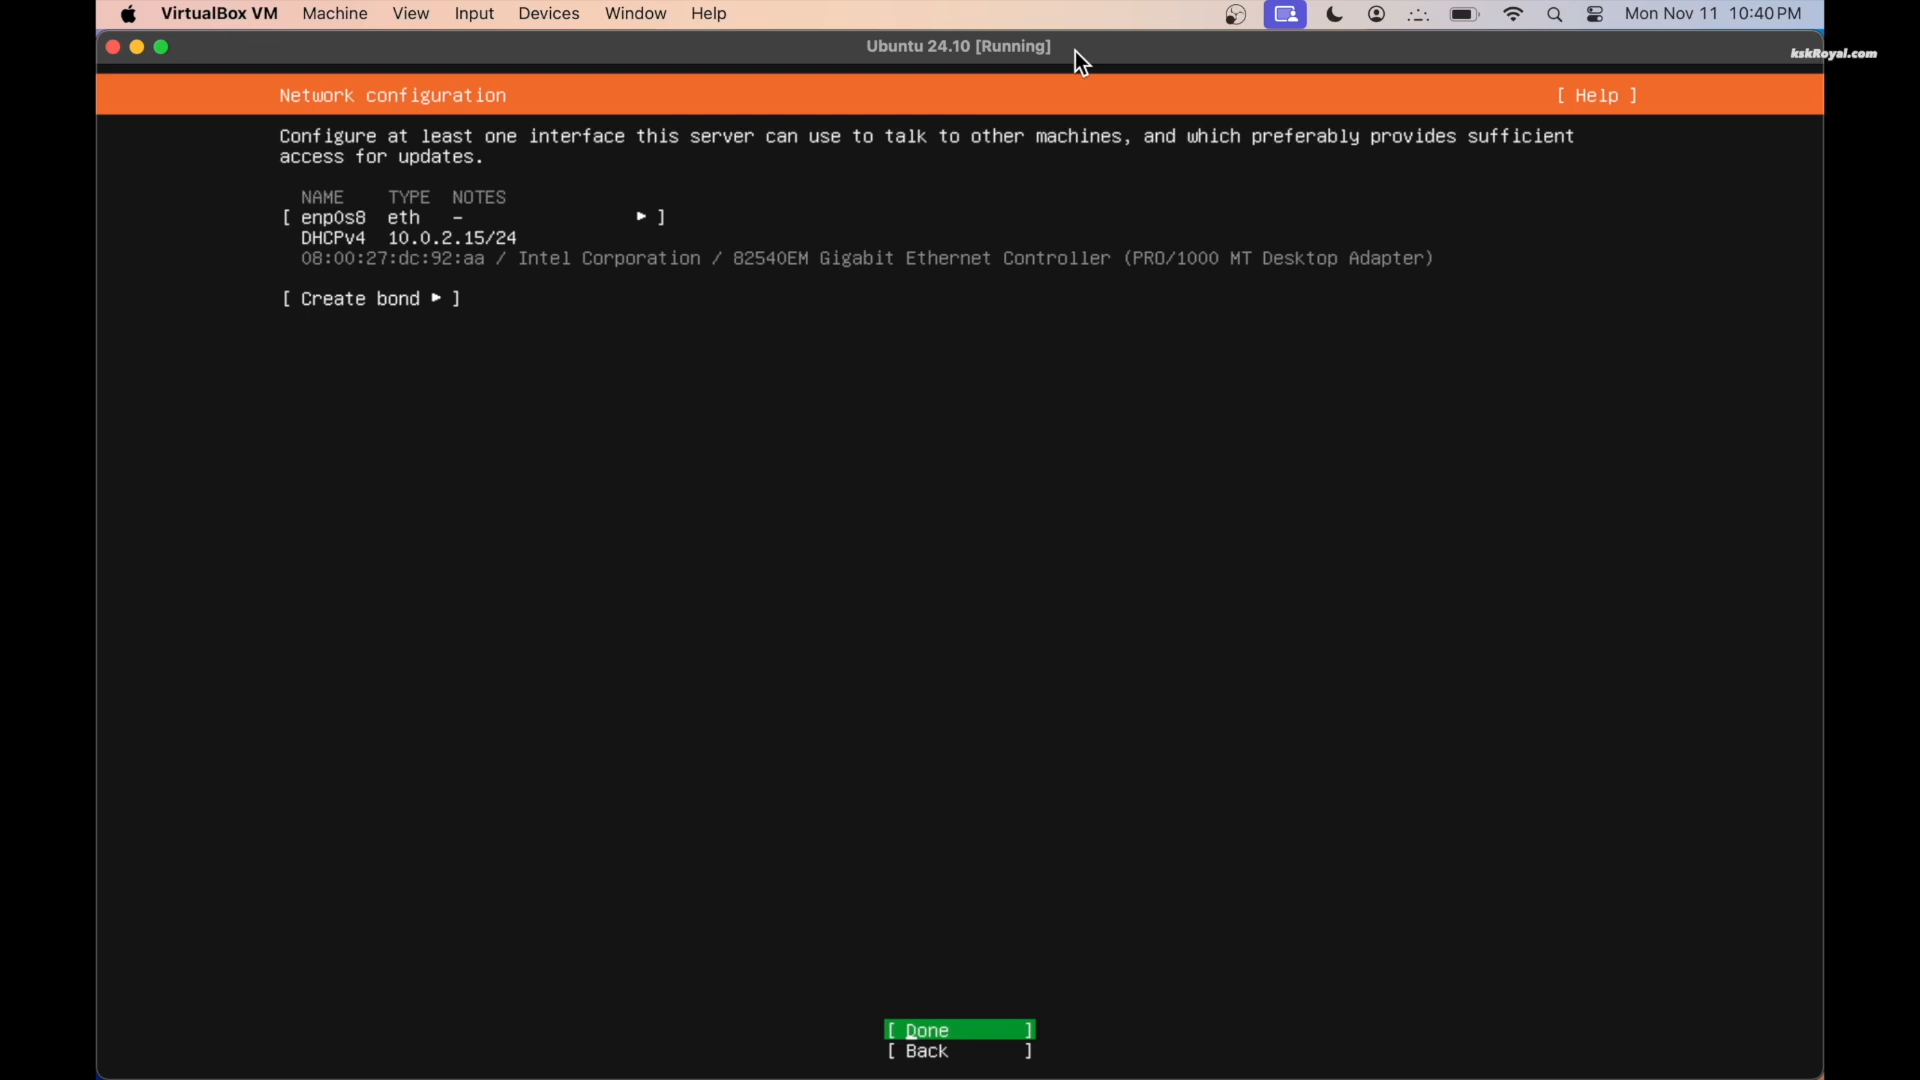 VirtualBox VM Machine View Input Devices Window Help Mon Nov 11 10:40 PM
Ubuntu 24.10 [Running]
kskRoyal.com
Network configuration [ Help ]
Configure at least one interface this server can use to talk to other machines, and which preferably provides sufficient
access for updates.
NAME TYPE NOTES
[ enp0s8 eth – ▸ ]
DHCPv4 10.0.2.15/24
08:00:27:dc:92:aa / Intel Corporation / 82540EM Gigabit Ethernet Controller (PRO/1000 MT Desktop Adapter)
[ Create bond ▸ ]
[ Done ]
[ Back ]